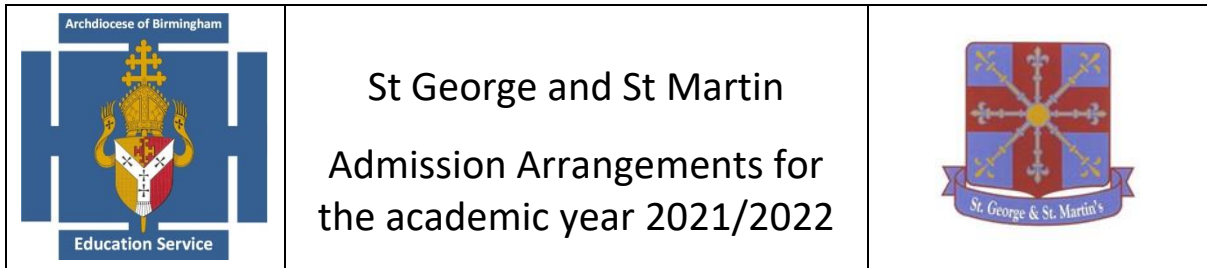 Archdiocese of Birmingham
Education Service
St George and St Martin
Admission Arrangements for
the academic year 2021/2022
St. George & St. Martin's